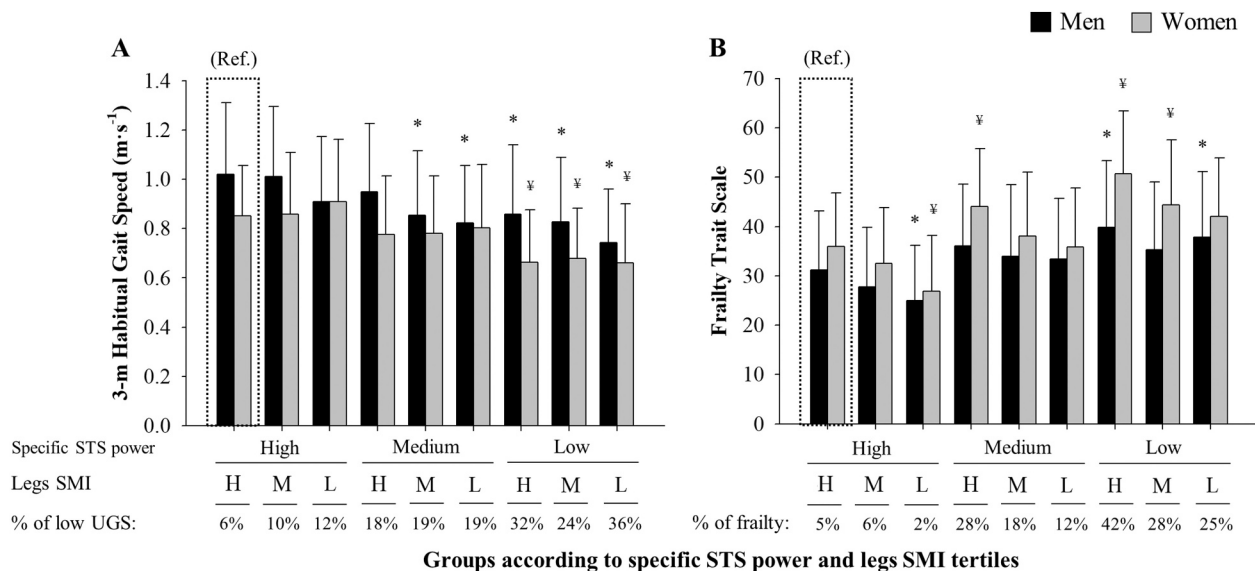 Men Women
A
(Ref.)
3-m Habitual Gait Speed (m·s⁻¹)
1.4
1.2
1.0
0.8
0.6
0.4
0.2
0.0
* * * * *
¥ ¥ ¥
B
(Ref.)
Frailty Trait Scale
70
60
50
40
30
20
10
0
* ¥ ¥ * ¥ ¥ *
Specific STS power High Medium Low High Medium Low
Legs SMI H M L H M L H M L H M L H M L H M L
% of low UGS: 6% 10% 12% 18% 19% 19% 32% 24% 36% % of frailty: 5% 6% 2% 28% 18% 12% 42% 28% 25%
Groups according to specific STS power and legs SMI tertiles